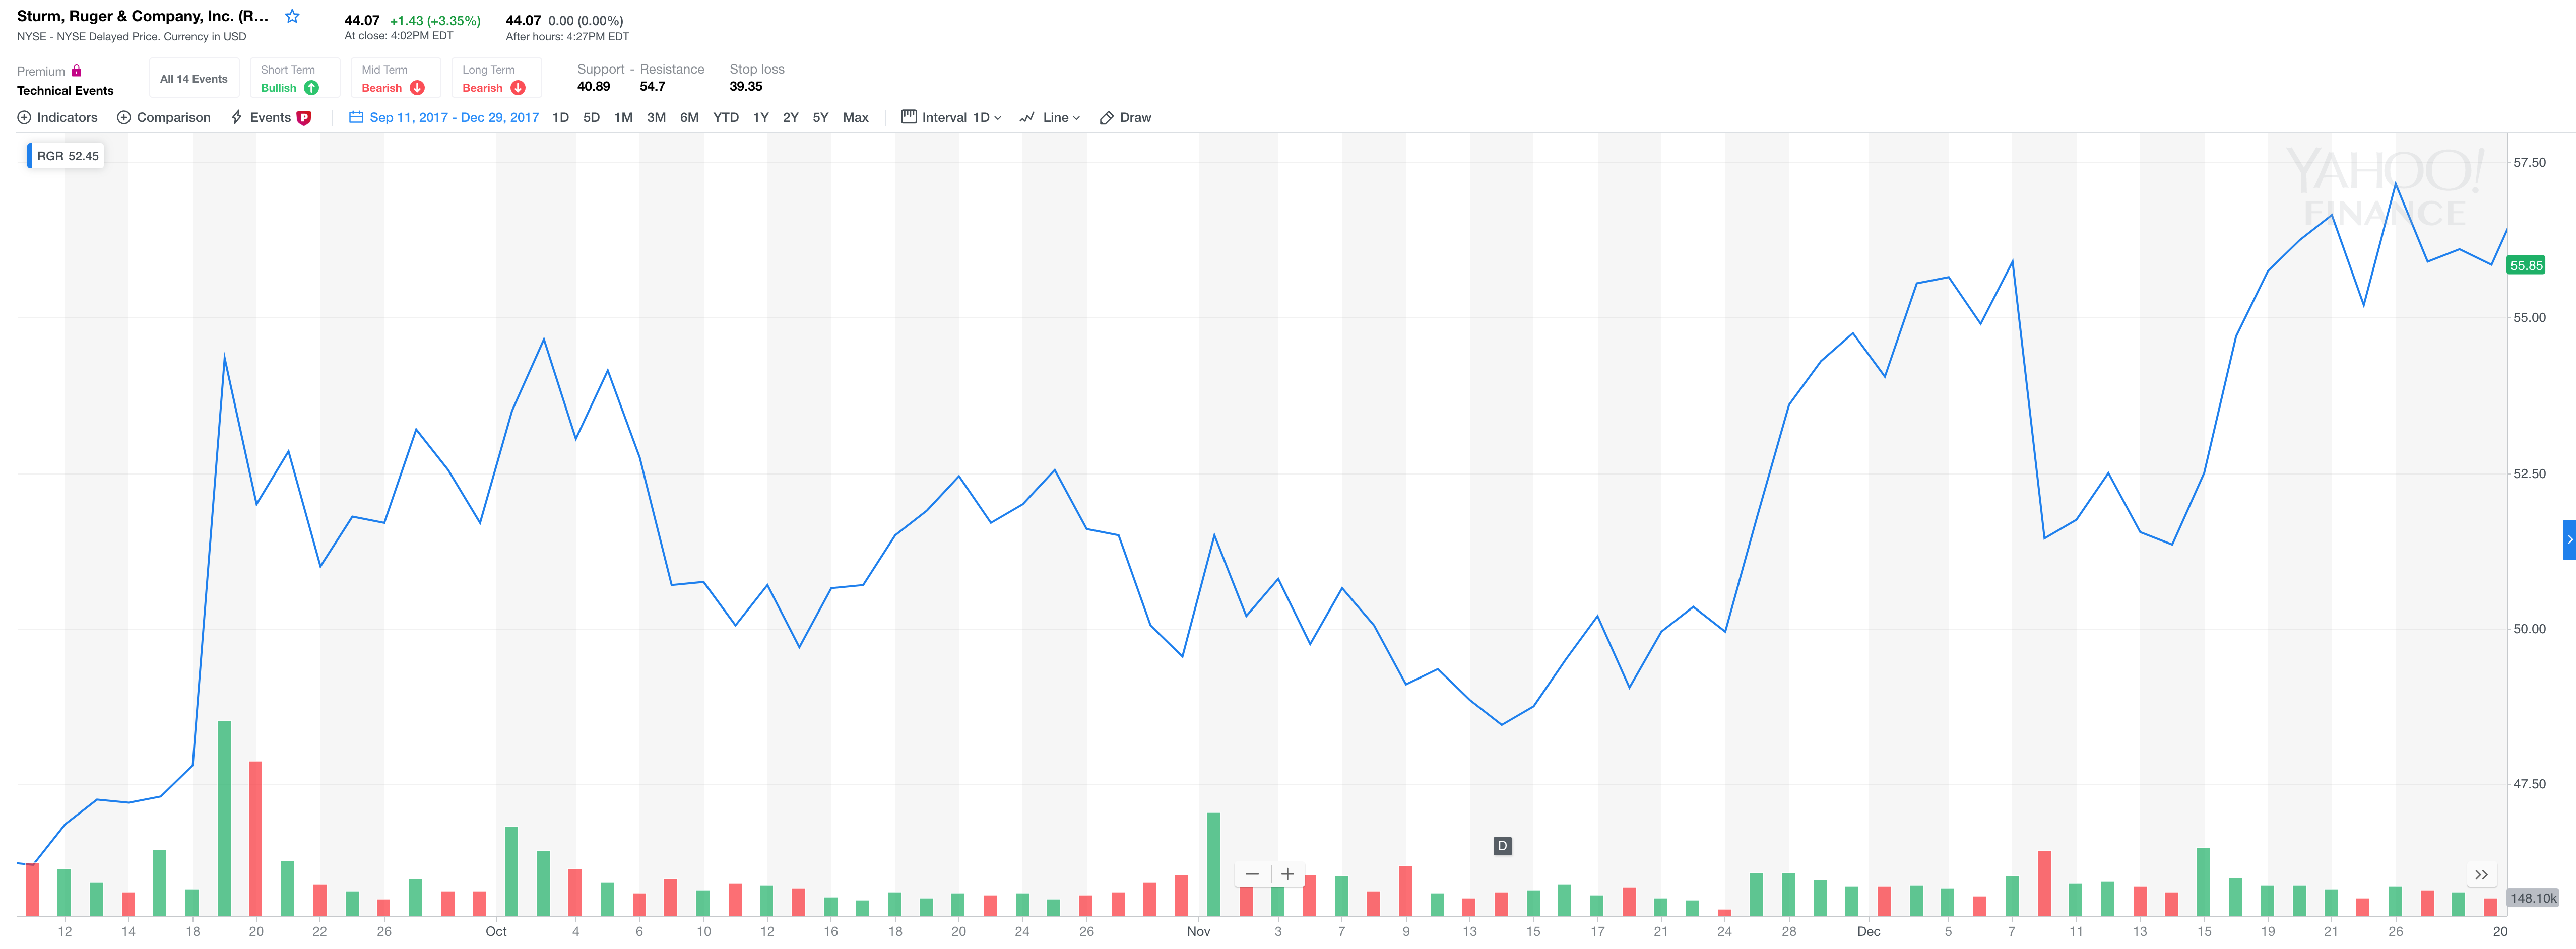 Sturm, Ruger & Company, Inc. (R...
44.07 +1.43 (+3.35%)
44.07 0.00 (0.00%)
NYSE - NYSE Delayed Price. Currency in USD
At close: 4:02PM EDT
After hours: 4:27PM EDT
Premium
Technical Events
All 14 Events
Short Term
Bullish
Mid Term
Bearish
Long Term
Bearish
Support - Resistance
40.89 54.7
Stop loss
39.35
Indicators Comparison Events P Sep 11, 2017 - Dec 29, 2017 1D 5D 1M 3M 6M YTD 1Y 2Y 5Y Max Interval 1D Line Draw
RGR 52.45
YAHOO!
FINANCE
57.50
55.85
55.00
52.50
50.00
47.50
D
148.10k
12 14 18 20 22 26 Oct 4 6 10 12 16 18 20 24 26 Nov 3 7 9 13 15 17 21 24 28 Dec 5 7 11 13 15 19 21 26 20